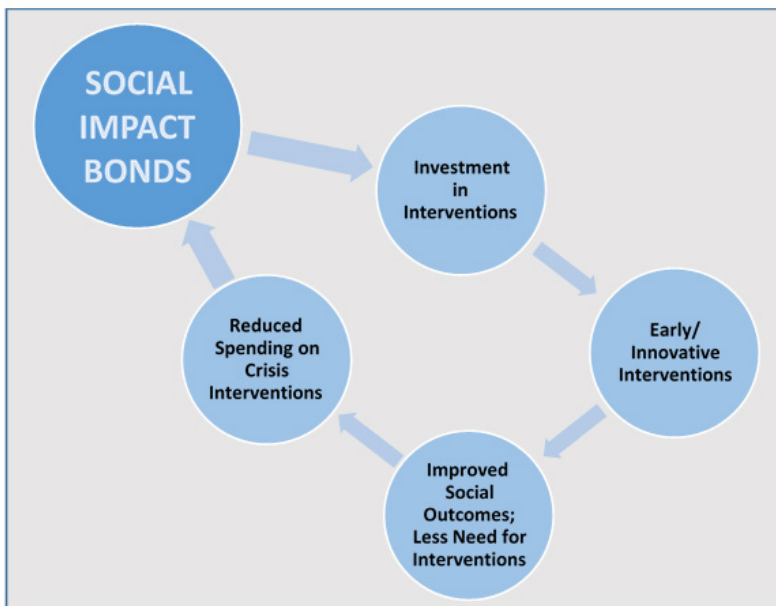 SOCIAL
IMPACT
BONDS
Investment
in
Interventions
Early/
Innovative
Interventions
Improved
Social
Outcomes;
Less Need for
Interventions
Reduced
Spending on
Crisis
Interventions